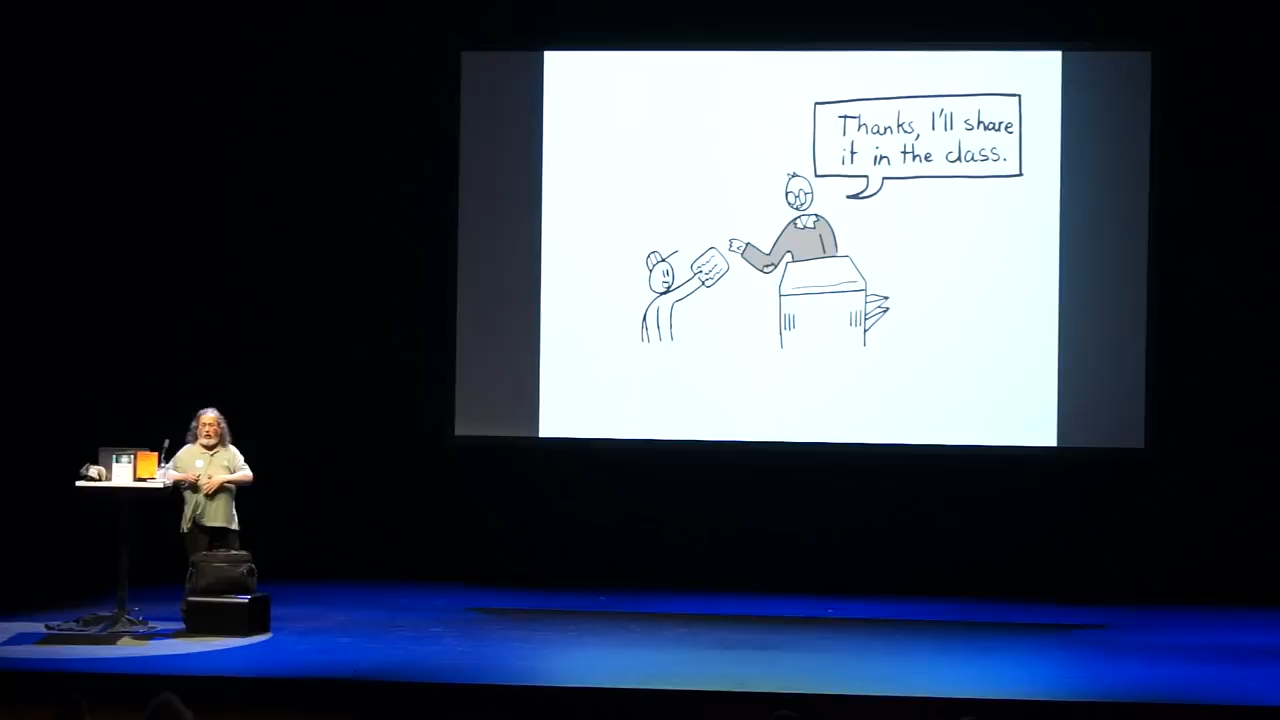 Thanks, I'll share
it in the class.